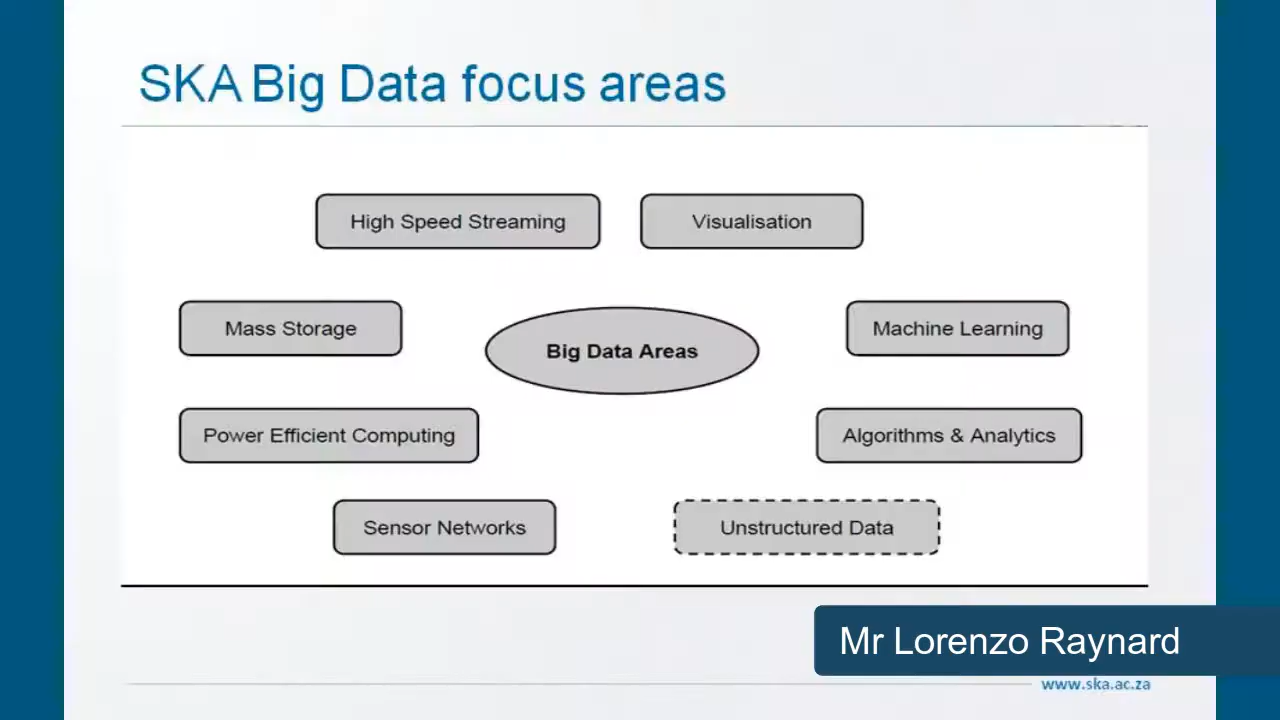 SKA Big Data focus areas
High Speed Streaming
Visualisation
Mass Storage
Big Data Areas
Machine Learning
Power Efficient Computing
Algorithms & Analytics
Sensor Networks
Unstructured Data
Mr Lorenzo Raynard
www.ska.ac.za